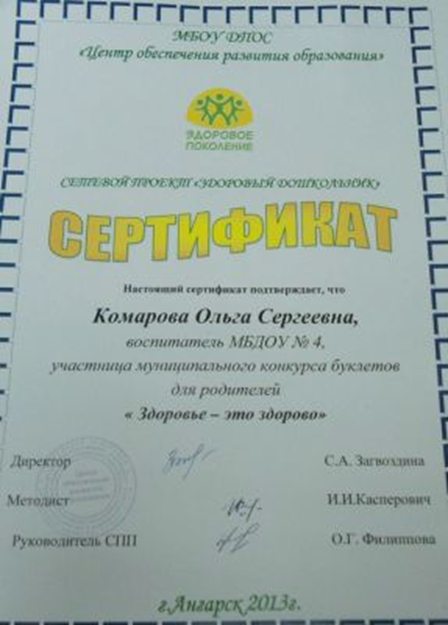 МБОУ ДПОС
«Центр обеспечения развития образования»
ЗДОРОВОЕ
ПОКОЛЕНИЕ
СЕТЕВОЙ ПРОЕКТ «ЗДОРОВЫЙ ДОШКОЛЬНИК»
СЕРТИФИКАТ
Настоящий сертификат подтверждает, что
Комарова Ольга Сергеевна,
воспитатель МБДОУ № 4,
участница муниципального конкурса буклетов
для родителей
« Здоровье – это здорово»
Директор С.А. Загвоздина
Методист И.И.Касперович
Руководитель СПП О.Г. Филиппова
г.Ангарск 2013г.